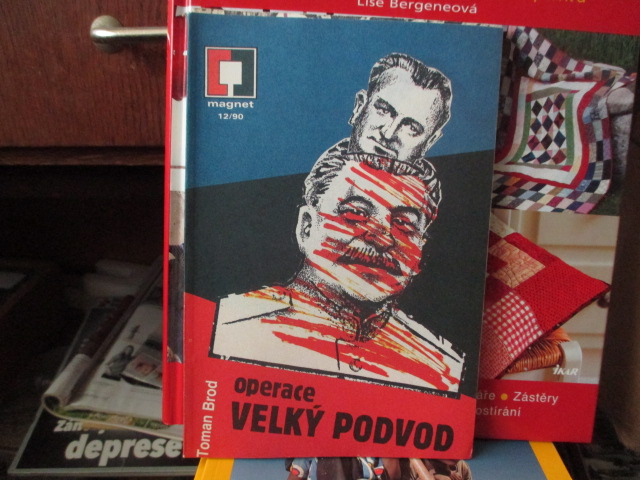 Lise Bergeneová
magnet
12/90
Toman Brod
operace
VELKÝ PODVOD
IKAR
Zástěry
deprese